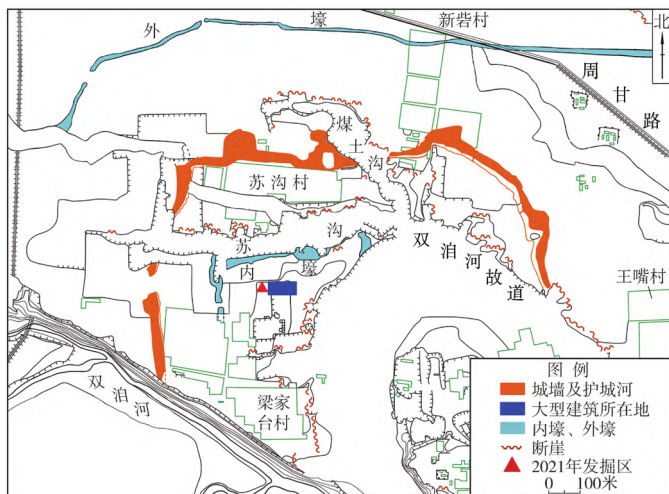 外 壕
新砦村
北
周甘路
煤土沟
苏沟村
苏 沟
内 壕
双洎河故道
王嘴村
双洎河
梁家
台村
图 例
城墙及护城河
大型建筑所在地
内壕、外壕
断崖
2021年发掘区
0 100米